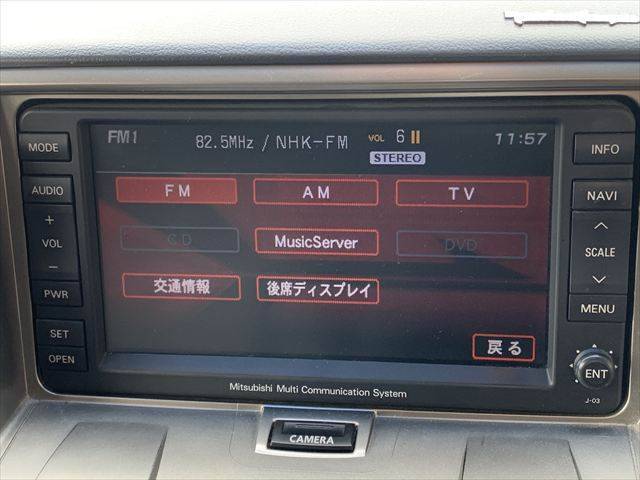 FM1 82.5MHz / NHK-FM VOL 6 11:57
STEREO
MODE
AUDIO
+
VOL
−
PWR
SET
OPEN
FM AM TV
CD MusicServer DVD
交通情報 後席ディスプレイ
戻る
INFO
NAVI
SCALE
MENU
ENT
J-03
Mitsubishi Multi Communication System
CAMERA